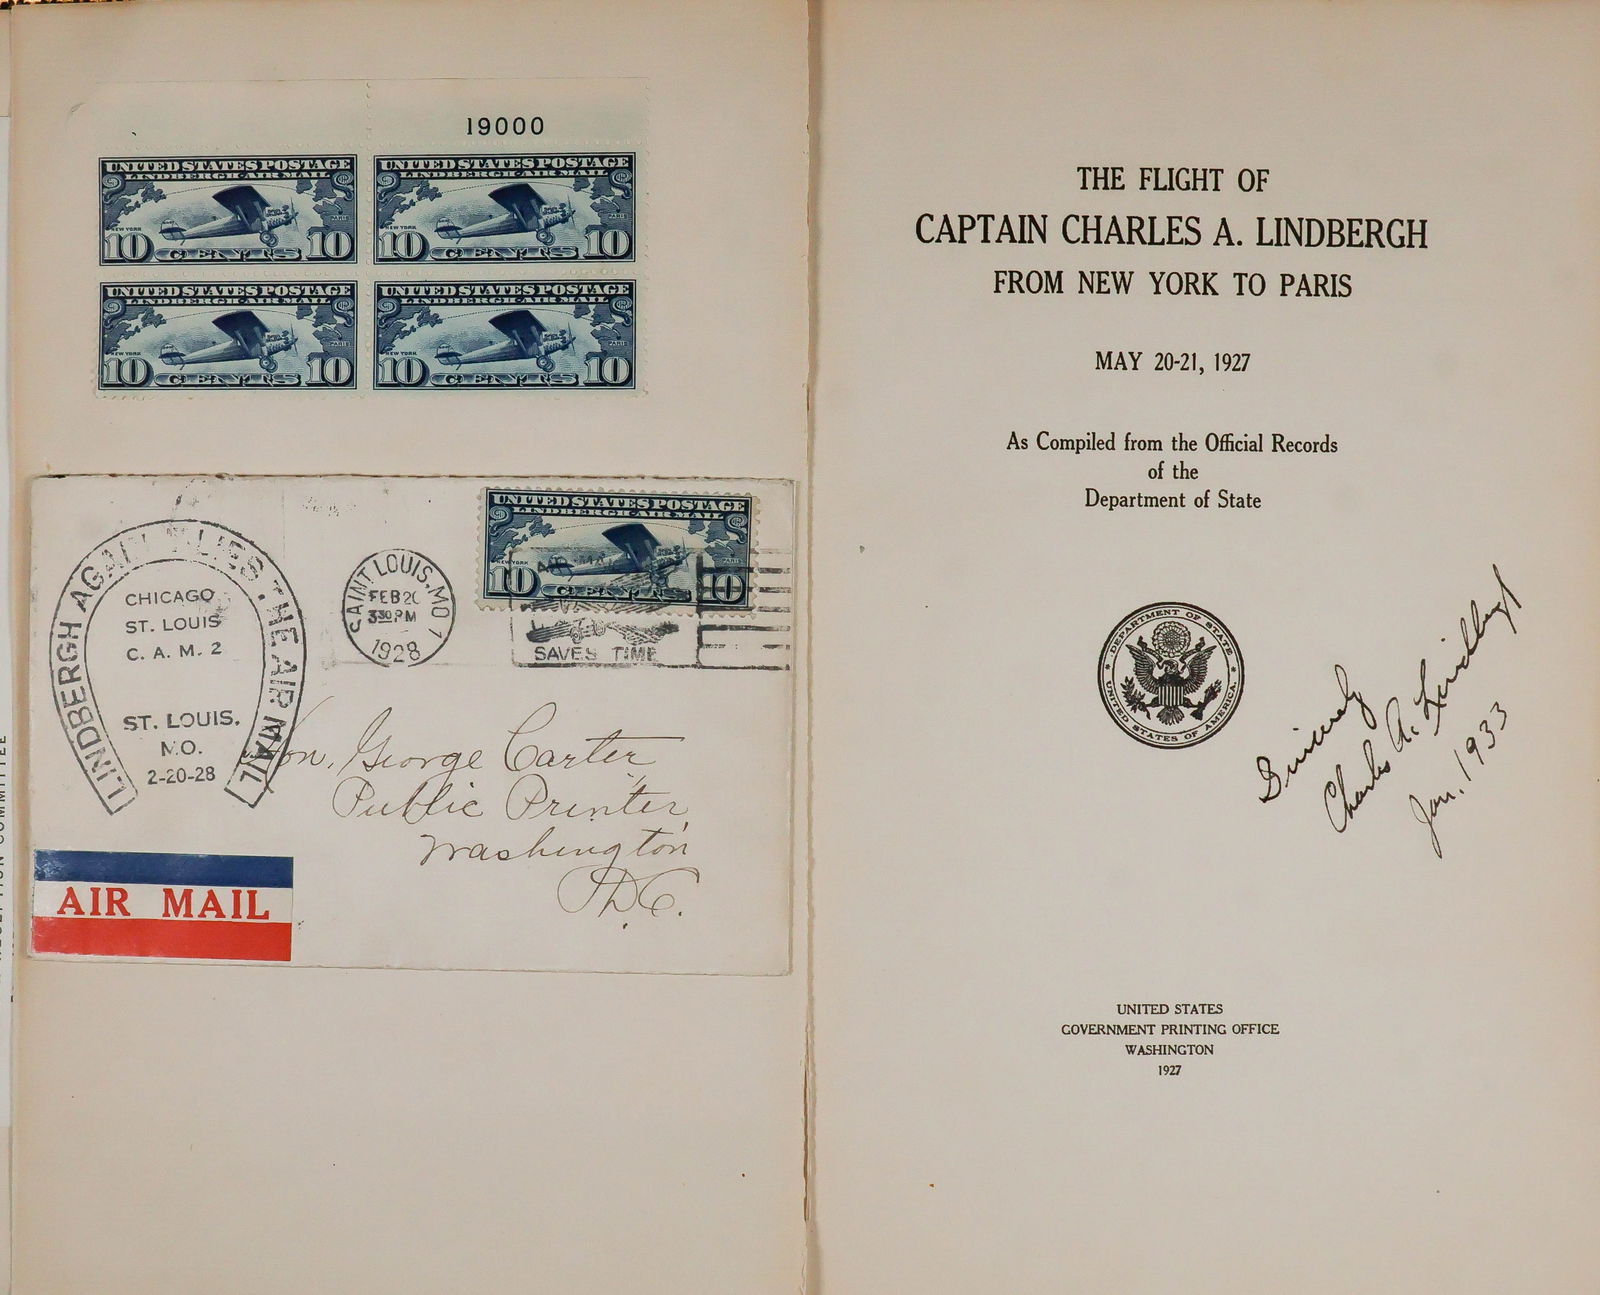 19000
UNITED STATES POSTAGE
LINDBERGH AIR MAIL
NEW YORK
PARIS
10 CENTS 10
UNITED STATES POSTAGE
LINDBERGH AIR MAIL
NEW YORK
PARIS
10 CENTS 10
UNITED STATES POSTAGE
LINDBERGH AIR MAIL
NEW YORK
PARIS
10 CENTS 10
UNITED STATES POSTAGE
LINDBERGH AIR MAIL
NEW YORK
PARIS
10 CENTS 10
LINDBERGH AGAIN FLIES THE AIR MAIL
CHICAGO
ST. LOUIS
C. A. M. 2
ST. LOUIS.
MO.
2-20-28
SAINT LOUIS, MO 1
FEB 20
3 30 PM
1928
UNITED STATES POSTAGE
LINDBERGH AIR MAIL
NEW YORK
PARIS
10 CENTS 10
AIR MAIL
SAVES TIME
Hon. George Carter
Public Printer,
Washington
D.C.
AIR MAIL
THE FLIGHT OF
CAPTAIN CHARLES A. LINDBERGH
FROM NEW YORK TO PARIS
MAY 20-21, 1927
As Compiled from the Official Records
of the
Department of State
DEPARTMENT OF STATE
UNITED STATES OF AMERICA
Sincerely
Charles A. Lindbergh
Jan. 1933
UNITED STATES
GOVERNMENT PRINTING OFFICE
WASHINGTON
1927